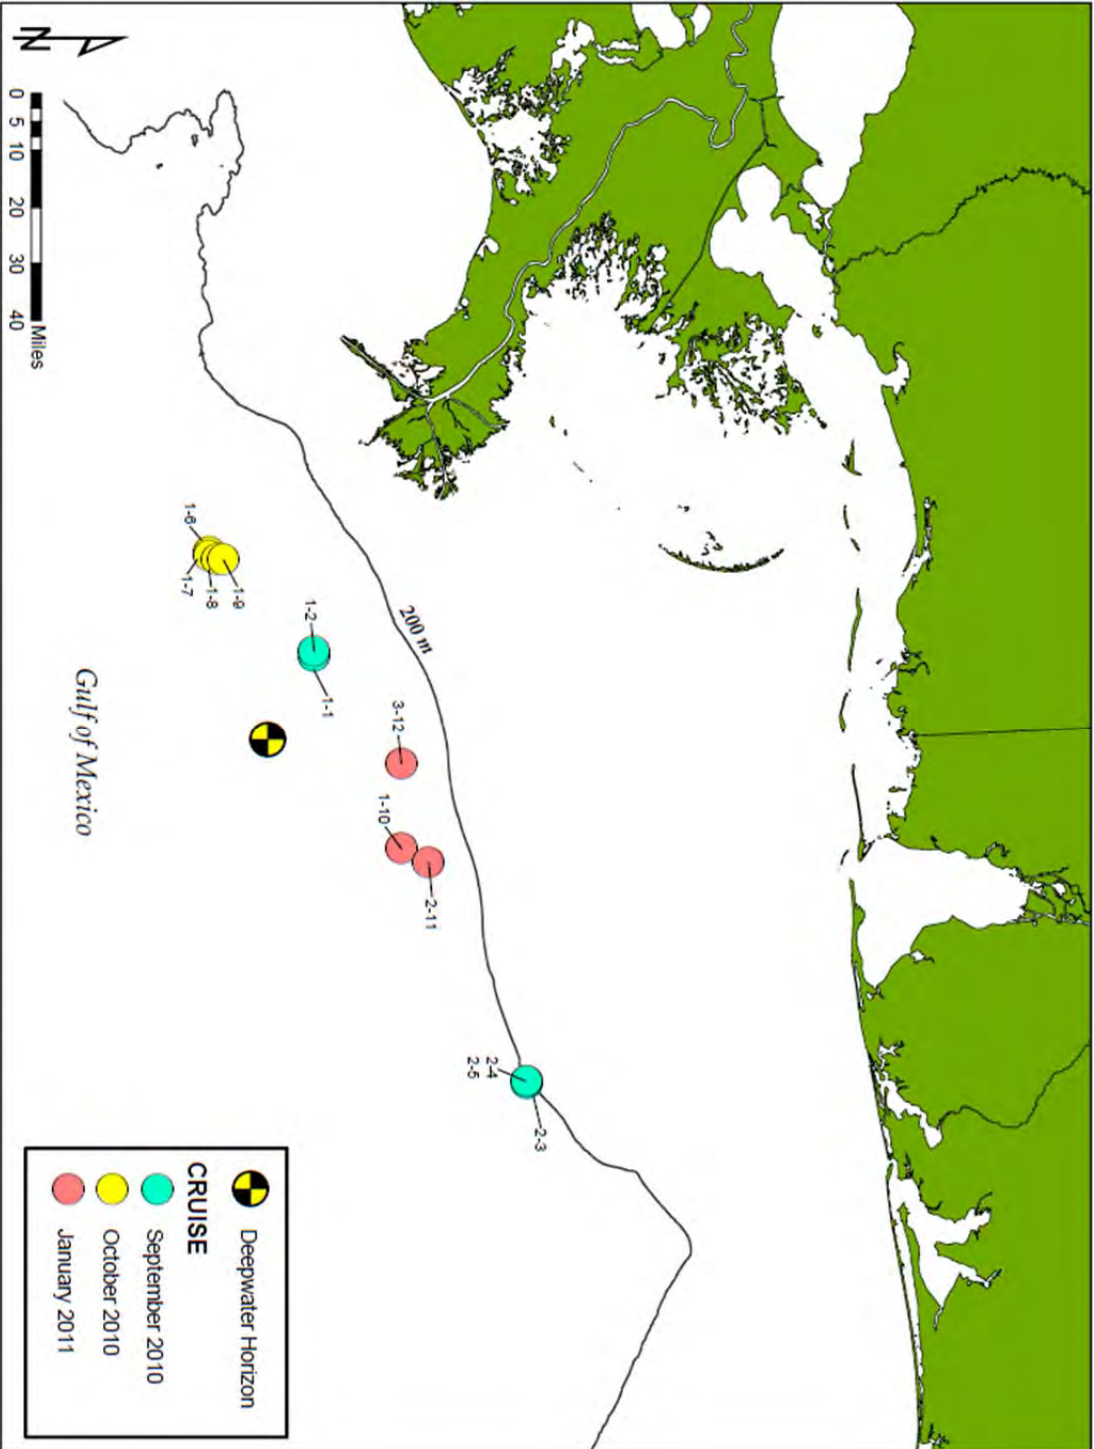 N
0 5 10 20 30 40
Miles
200 m
1-6
1-7
1-8
1-9
1-2
1-1
3-12
1-10
2-11
2-4
2-5
2-3
Gulf of Mexico
Deepwater Horizon
CRUISE
September 2010
October 2010
January 2011